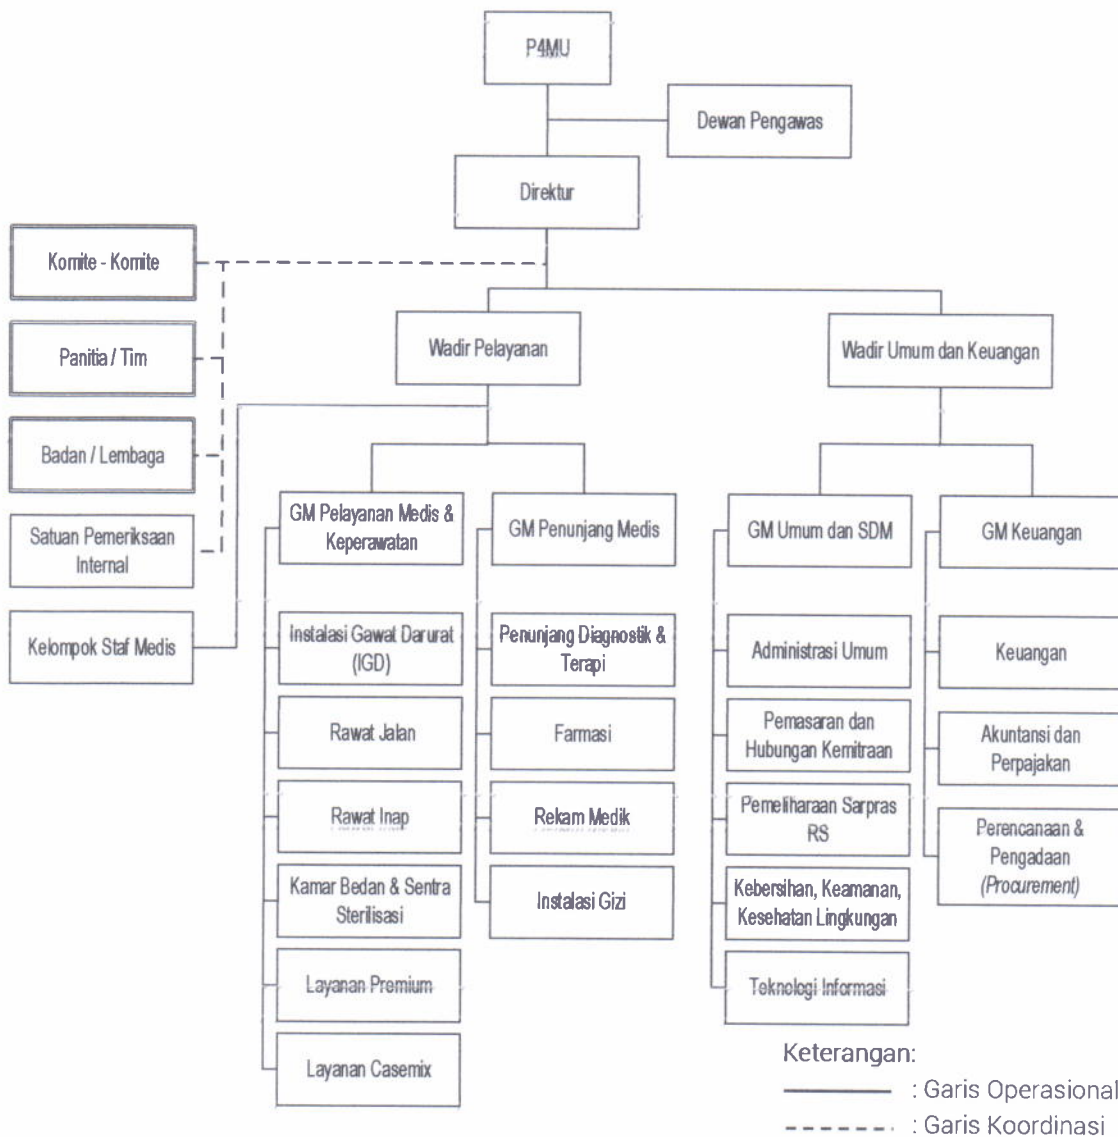 P4MU
Dewan Pengawas
Direktur
Komite - Komite
Panitia / Tim
Badan / Lembaga
Satuan Pemeriksaan
Internal
Kelompok Staf Medis
Wadir Pelayanan
Wadir Umum dan Keuangan
GM Pelayanan Medis &
Keperawatan
GM Penunjang Medis
GM Umum dan SDM
GM Keuangan
Instalasi Gawat Darurat
(IGD)
Rawat Jalan
Rawat Inap
Kamar Bedan & Sentra
Sterilisasi
Layanan Premium
Layanan Casemix
Penunjang Diagnostik &
Terapi
Farmasi
Rekam Medik
Instalasi Gizi
Administrasi Umum
Pemasaran dan
Hubungan Kemitraan
Pemeliharaan Sarpras
RS
Kebersihan, Keamanan,
Kesehatan Lingkungan
Teknologi Informasi
Keuangan
Akuntansi dan
Perpajakan
Perencanaan &
Pengadaan
(Procurement)
Keterangan:
: Garis Operasional
: Garis Koordinasi